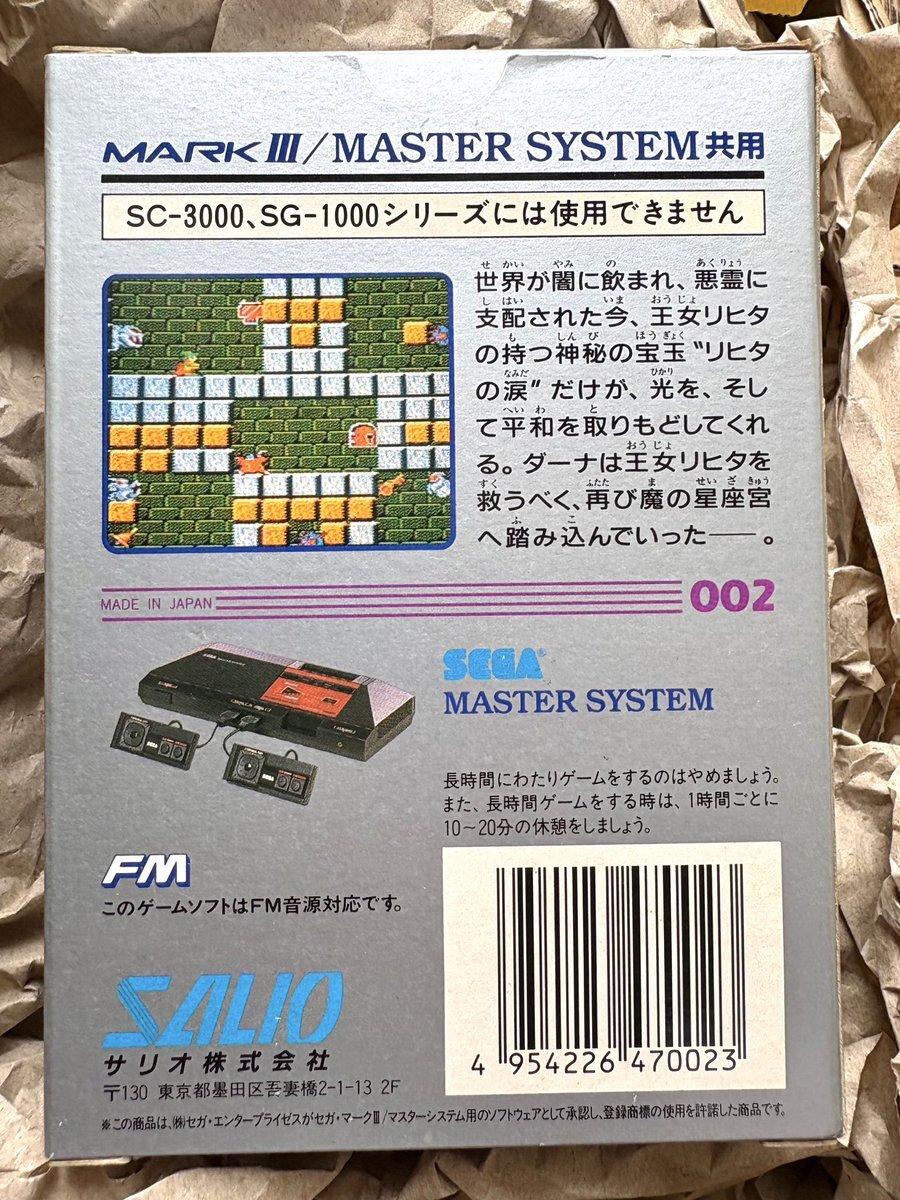 MARK III/MASTER SYSTEM共用
SC-3000、SG-1000シリーズには使用できません
世界が闇に飲まれ、悪霊に
支配された今、王女リヒタ
の持つ神秘の宝玉"リヒタ
の涙"だけが、光を、そし
て平和を取りもどしてくれ
る。ダーナは王女リヒタを
救うべく、再び魔の星座宮
へ踏み込んでいった――。
MADE IN JAPAN
002
SEGA®
MASTER SYSTEM
SEGA
SEGA
長時間にわたりゲームをするのはやめましょう。
また、長時間ゲームをする時は、1時間ごとに
10〜20分の休憩をしましょう。
FM
このゲームソフトはFM音源対応です。
SALIO
サリオ株式会社
〒130 東京都墨田区吾妻橋2-1-13 2F
4 954226 470023
※この商品は、㈱セガ・エンタープライゼスがセガ・マークⅢ/マスターシステム用のソフトウェアとして承認し、登録商標の使用を許諾した商品です。